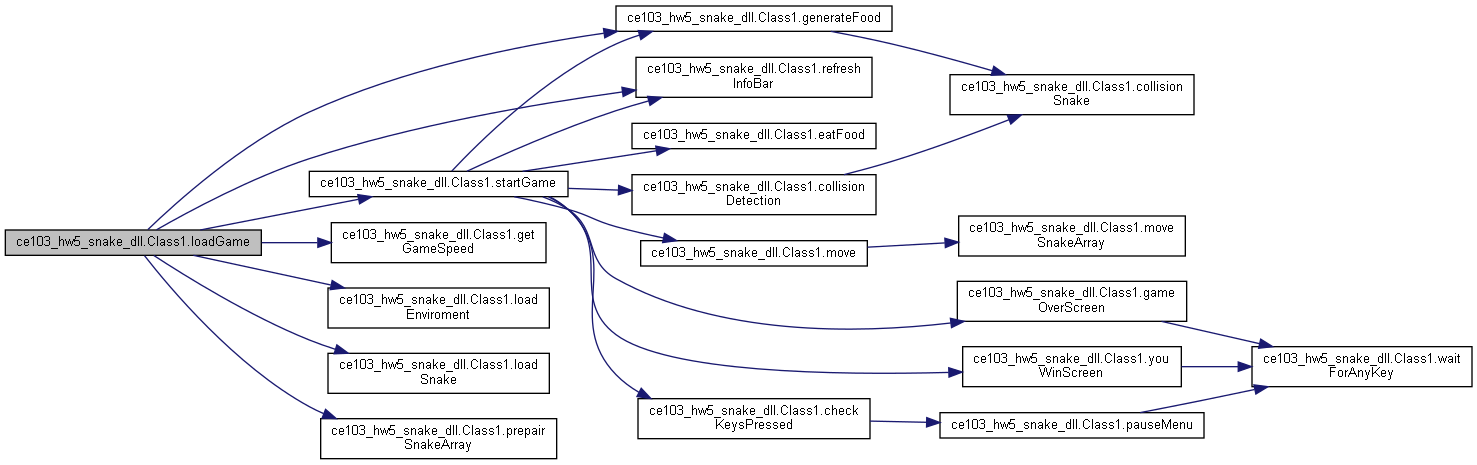 ce103_hw5_snake_dll.Class1.loadGame
ce103_hw5_snake_dll.Class1.startGame
ce103_hw5_snake_dll.Class1.get
GameSpeed
ce103_hw5_snake_dll.Class1.load
Enviroment
ce103_hw5_snake_dll.Class1.load
Snake
ce103_hw5_snake_dll.Class1.prepair
SnakeArray
ce103_hw5_snake_dll.Class1.generateFood
ce103_hw5_snake_dll.Class1.refresh
InfoBar
ce103_hw5_snake_dll.Class1.eatFood
ce103_hw5_snake_dll.Class1.collision
Detection
ce103_hw5_snake_dll.Class1.move
ce103_hw5_snake_dll.Class1.check
KeysPressed
ce103_hw5_snake_dll.Class1.collision
Snake
ce103_hw5_snake_dll.Class1.move
SnakeArray
ce103_hw5_snake_dll.Class1.game
OverScreen
ce103_hw5_snake_dll.Class1.you
WinScreen
ce103_hw5_snake_dll.Class1.pauseMenu
ce103_hw5_snake_dll.Class1.wait
ForAnyKey